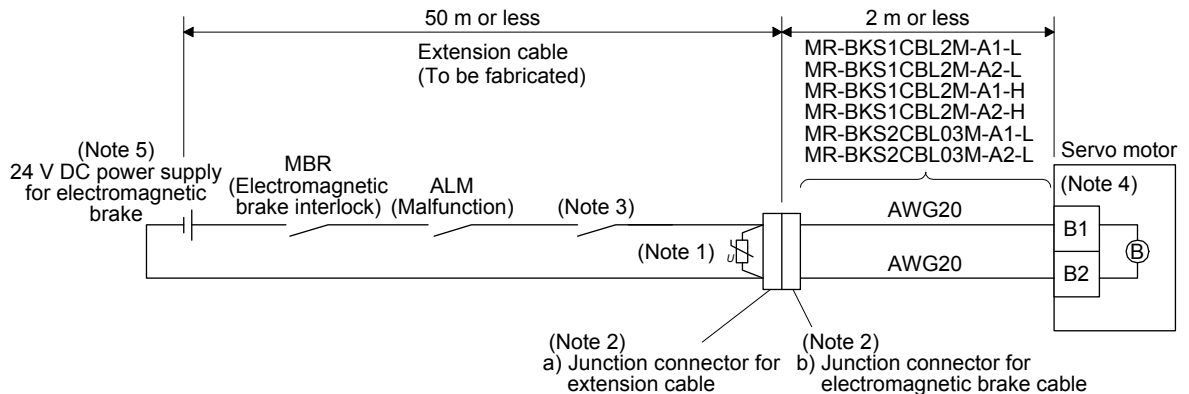 50 m or less
2 m or less
Extension cable
(To be fabricated)
MR-BKS1CBL2M-A1-L
MR-BKS1CBL2M-A2-L
MR-BKS1CBL2M-A1-H
MR-BKS1CBL2M-A2-H
MR-BKS2CBL03M-A1-L
MR-BKS2CBL03M-A2-L
(Note 5)
24 V DC power supply
for electromagnetic
brake
MBR
(Electromagnetic
brake interlock)
ALM
(Malfunction)
(Note 3)
(Note 1)
U
Servo motor
(Note 4)
AWG20
B1
B
AWG20
B2
(Note 2)
a) Junction connector for
extension cable
(Note 2)
b) Junction connector for
electromagnetic brake cable